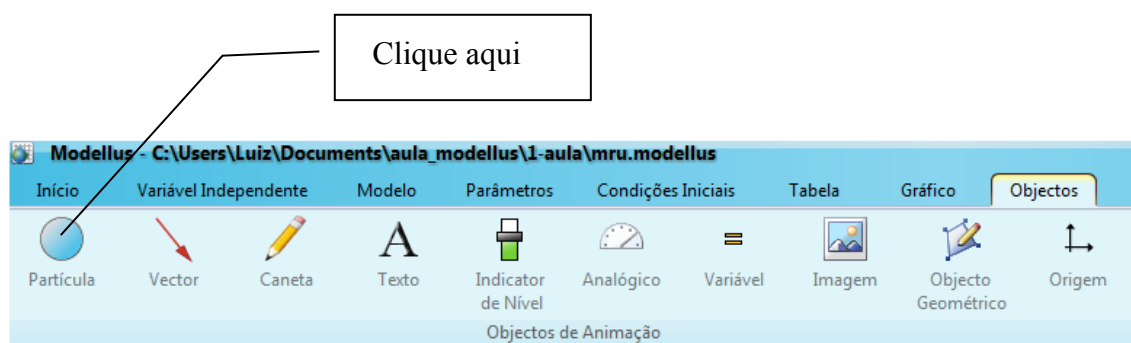 Clique aqui
Modellus - C:\Users\Luiz\Documents\aula_modellus\1-aula\mru.modellus
Início Variável Independente Modelo Parâmetros Condições Iniciais Tabela Gráfico Objectos
Partícula Vector Caneta Texto Indicator de Nível Analógico Variável Imagem Objecto Geométrico Origem
Objectos de Animação